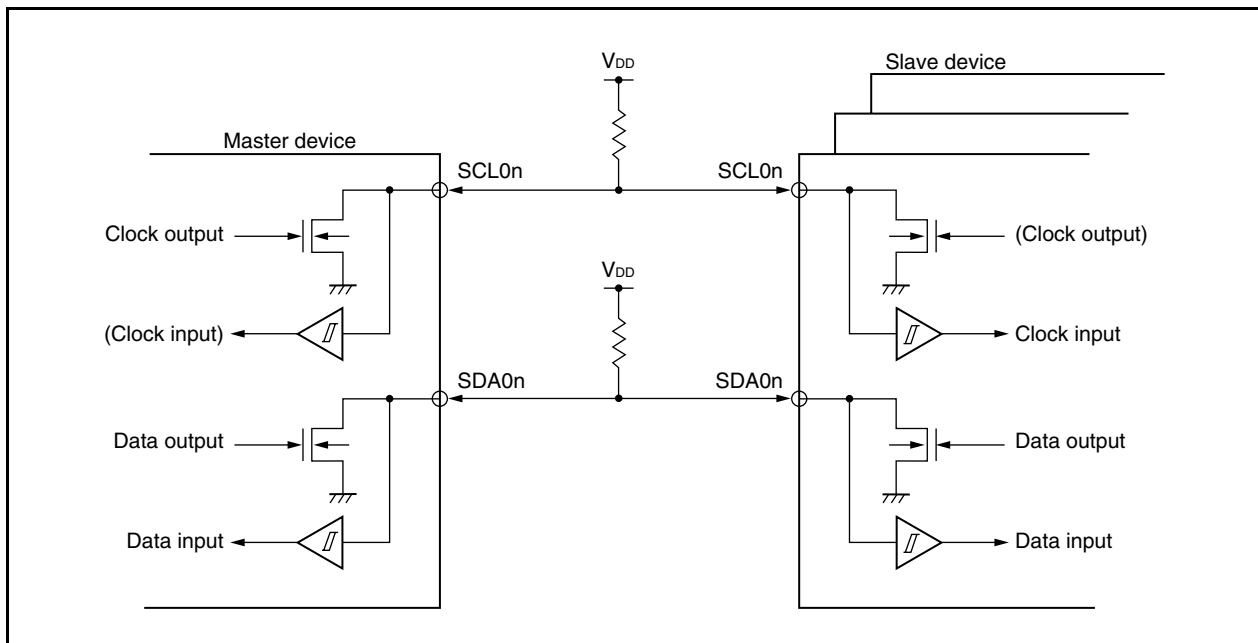 Slave device
VDD
Master device
SCL0n
SCL0n
Clock output
(Clock output)
VDD
(Clock input)
Clock input
SDA0n
SDA0n
Data output
Data output
Data input
Data input